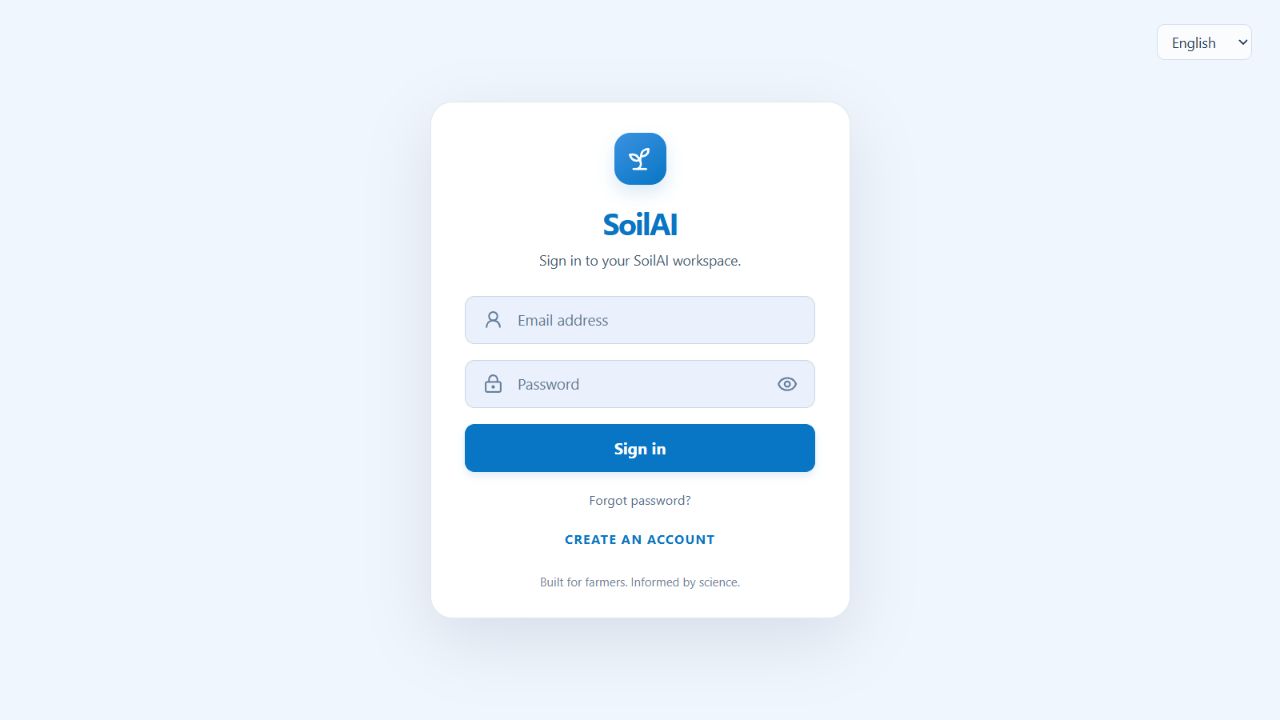 English
SoilAI
Sign in to your SoilAI workspace.
Email address
Password
Sign in
Forgot password?
CREATE AN ACCOUNT
Built for farmers. Informed by science.